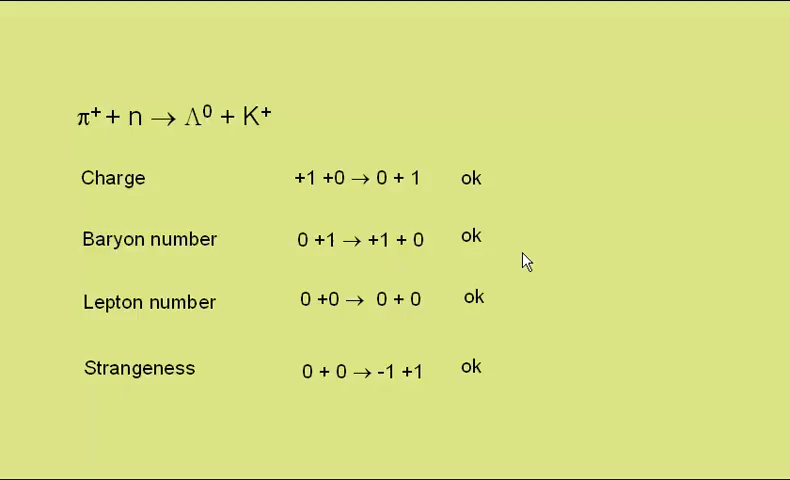 π⁺ + n → Λ⁰ + K⁺
Charge +1 +0 → 0 + 1 ok
Baryon number 0 +1 → +1 + 0 ok
Lepton number 0 +0 → 0 + 0 ok
Strangeness 0 + 0 → -1 +1 ok